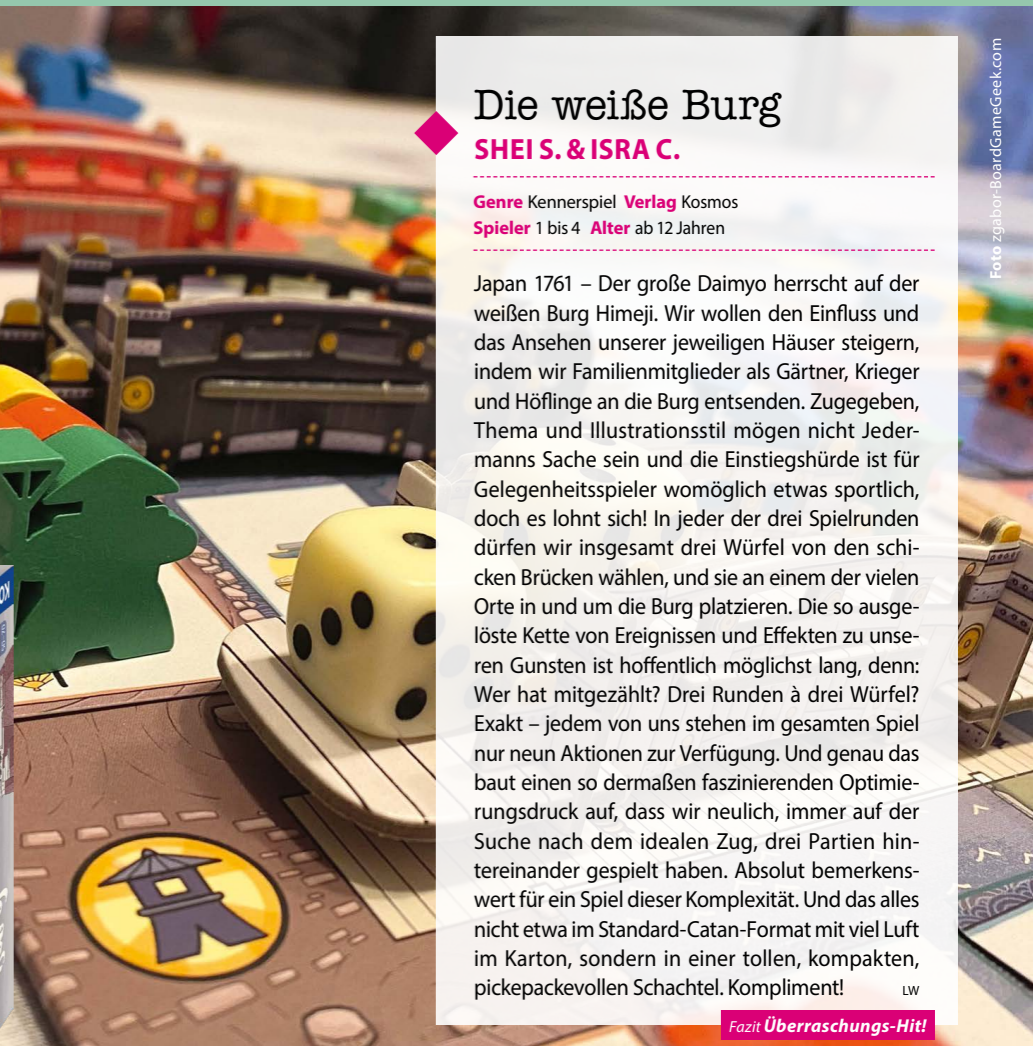 Die weiße Burg
SHEI S. & ISRA C.
Genre Kennerspiel Verlag Kosmos
Spieler 1 bis 4 Alter ab 12 Jahren
Japan 1761 – Der große Daimyo herrscht auf der
weißen Burg Himeji. Wir wollen den Einfluss und
das Ansehen unserer jeweiligen Häuser steigern,
indem wir Familienmitglieder als Gärtner, Krieger
und Höflinge an die Burg entsenden. Zugegeben,
Thema und Illustrationsstil mögen nicht Jeder-
manns Sache sein und die Einstiegshürde ist für
Gelegenheitsspieler womöglich etwas sportlich,
doch es lohnt sich! In jeder der drei Spielrunden
dürfen wir insgesamt drei Würfel von den schi-
cken Brücken wählen, und sie an einem der vielen
Orte in und um die Burg platzieren. Die so ausge-
löste Kette von Ereignissen und Effekten zu unse-
ren Gunsten ist hoffentlich möglichst lang, denn:
Wer hat mitgezählt? Drei Runden à drei Würfel?
Exakt – jedem von uns stehen im gesamten Spiel
nur neun Aktionen zur Verfügung. Und genau das
baut einen so dermaßen faszinierenden Optimie-
rungsdruck auf, dass wir neulich, immer auf der
Suche nach dem idealen Zug, drei Partien hin-
tereinander gespielt haben. Absolut bemerkens-
wert für ein Spiel dieser Komplexität. Und das alles
nicht etwa im Standard-Catan-Format mit viel Luft
im Karton, sondern in einer tollen, kompakten,
pickepackevollen Schachtel. Kompliment! LW
Fazit Überraschungs-Hit!
Foto zgabor-BoardGameGeek.com